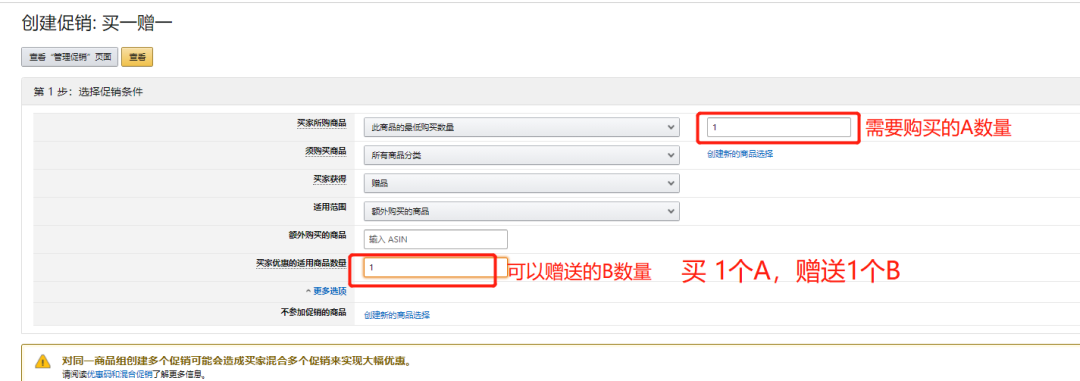 创建促销: 买一赠一
查看“管理促销”页面 查看
第 1 步：选择促销条件
买家所购商品 此商品的最低购买数量 1 需要购买的A数量
须购买商品 所有商品分类 创建新的商品选择
买家获得 赠品
适用范围 额外购买的商品
额外购买的商品 输入 ASIN
买家优惠的适用商品数量 1 可以赠送的B数量 买 1个A，赠送1个B
更多选项
不参加促销的商品 创建新的商品选择
对同一商品组创建多个促销可能会造成买家混合多个促销来实现大幅优惠。
请阅读优惠码和混合促销了解更多信息。